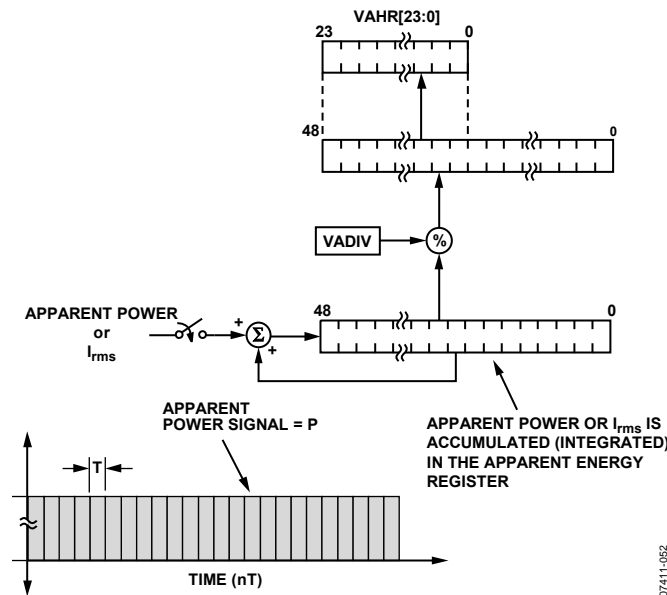 VAHR[23:0]
23 0
48 0
VADIV
%
48 0
APPARENT POWER
or
Irms
+
Σ
+
APPARENT
POWER SIGNAL = P
APPARENT POWER OR Irms IS
ACCUMULATED (INTEGRATED)
IN THE APPARENT ENERGY
REGISTER
T
TIME (nT)
07411-052